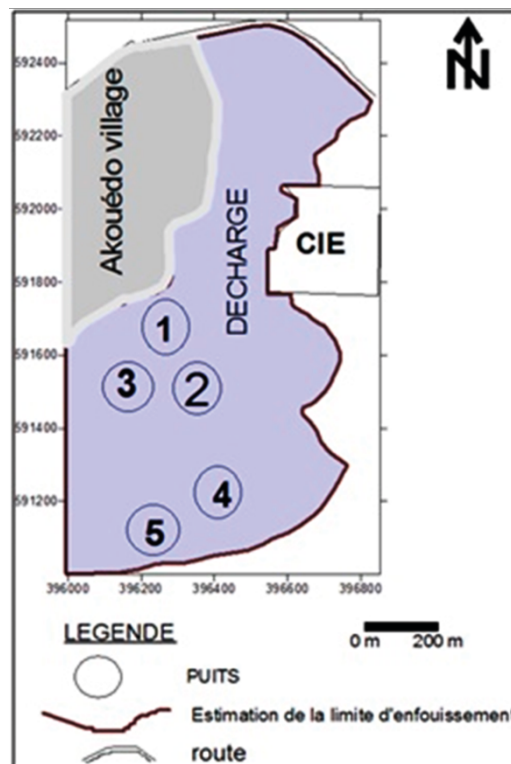 N
592400
592200
592000
591800
591600
591400
591200
Akouédo village
DECHARGE
CIE
1
3
2
4
5
396000
396200
396400
396600
396800
LEGENDE
0 m 200 m
PUITS
Estimation de la limite d'enfouissement
route